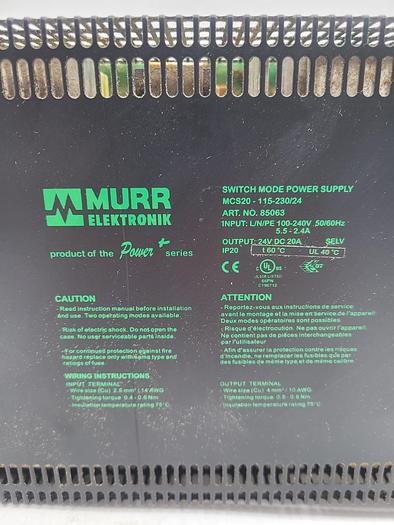 MURR
ELEKTRONIK
product of the Power+ series
SWITCH MODE POWER SUPPLY
MCS20 - 115-230/24
ART. NO. 85063
INPUT: L/N/PE 100-240V 50/60Hz
5.5 - 2.4A
OUTPUT: 24V DC 20A SELV
IP20 t 60°C UL 40°C
CE UL US
CAUTION
- Read instruction manual before installation
and use. Two operating modes available.
- Risk of electric shock. Do not open the
case. No user serviceable parts inside.
- For continued protection against fire
hazard replace only with same type and
ratings of fuse.
WIRING INSTRUCTIONS
INPUT TERMINAL
- Wire size (Cu) 2.5 mm² / 14 AWG
- Tightening torque 0.4 - 0.6 Nm
- Insulation temperature rating 75°C
ATTENTION
- Reportez-vous aux instructions de service
avant le montage et la mise en service de l'appareil.
Deux modes opératoires sont possibles.
- Risque d'électrocution. Ne pas ouvrir l'appareil.
Ne contient pas de pièces interchangeables
par l'utilisateur
- Afin d'assurer la protection contre les risques
d'incendie, ne remplacer les fusibles que par
des fusibles de même type et de même calibre.
OUTPUT TERMINAL
- Wire size (Cu) 4 mm² / 10 AWG
- Tightening torque 0.5 - 0.6 Nm
- Insulation temperature rating 75°C